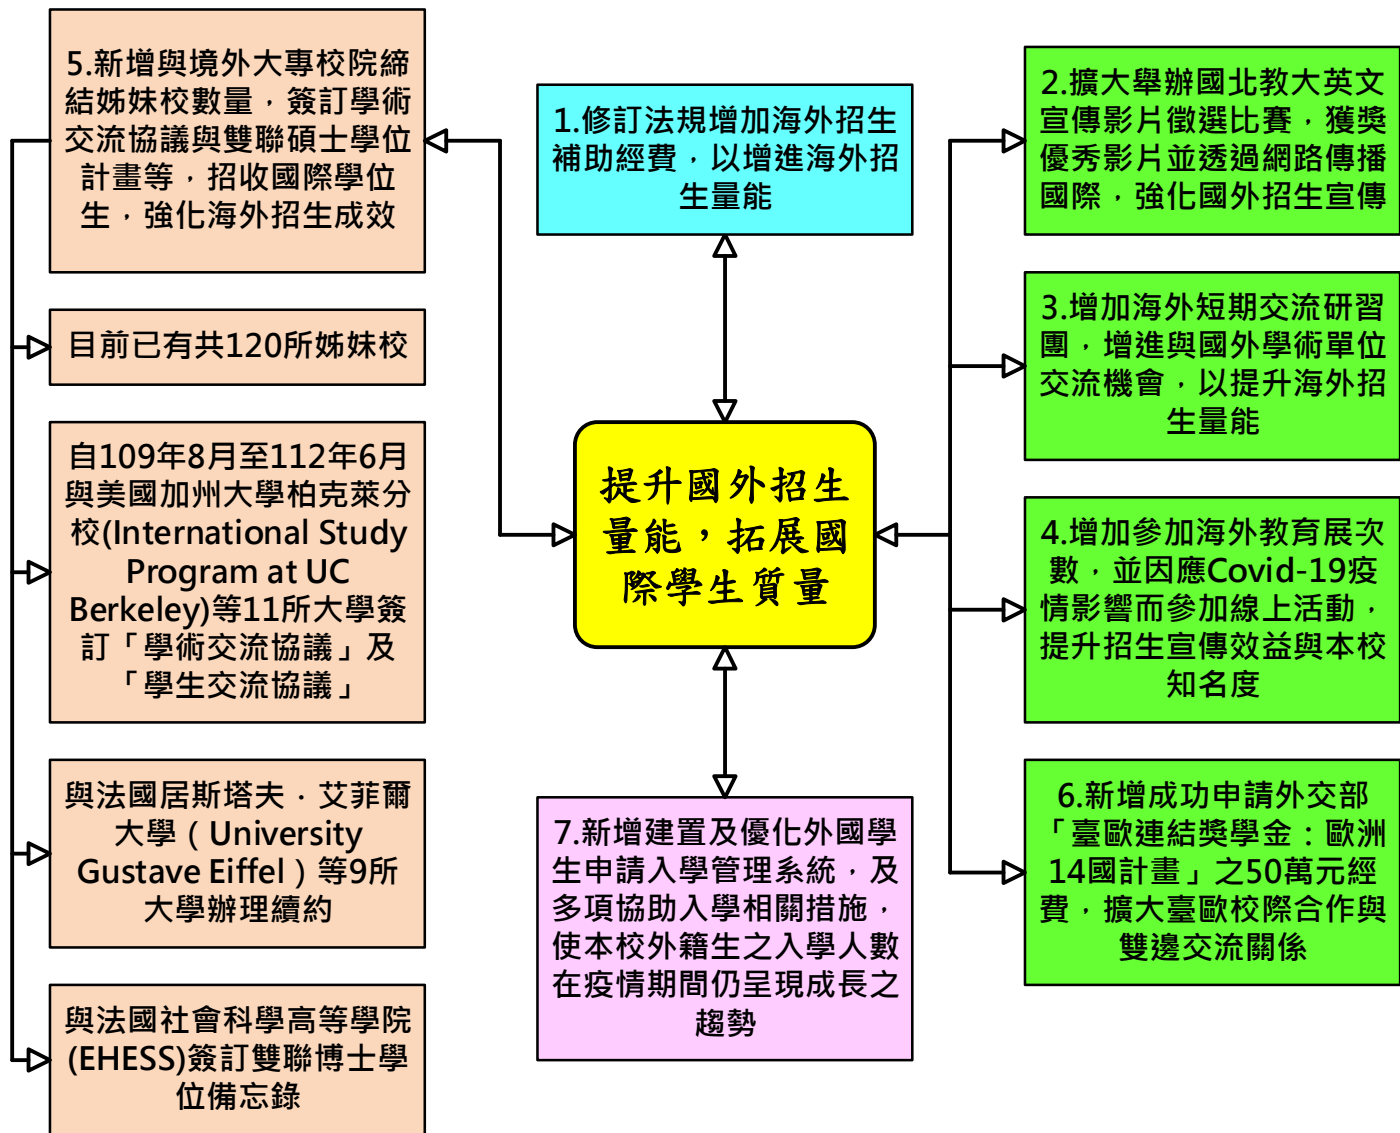 5.新增與境外大專校院締
結姊妹校數量，簽訂學術
交流協議與雙聯碩士學位
計畫等，招收國際學位
生，強化海外招生成效
目前已有共120所姊妹校
自109年8月至112年6月
與美國加州大學柏克萊分
校(International Study
Program at UC
Berkeley)等11所大學簽
訂「學術交流協議」及
「學生交流協議」
與法國居斯塔夫．艾菲爾
大學（University
Gustave Eiffel）等9所
大學辦理續約
與法國社會科學高等學院
(EHESS)簽訂雙聯博士學
位備忘錄
1.修訂法規增加海外招生
補助經費，以增進海外招
生量能
提升國外招生
量能，拓展國
際學生質量
7.新增建置及優化外國學
生申請入學管理系統，及
多項協助入學相關措施，
使本校外籍生之入學人數
在疫情期間仍呈現成長之
趨勢
2.擴大舉辦國北教大英文
宣傳影片徵選比賽，獲獎
優秀影片並透過網路傳播
國際，強化國外招生宣傳
3.增加海外短期交流研習
團，增進與國外學術單位
交流機會，以提升海外招
生量能
4.增加參加海外教育展次
數，並因應Covid-19疫
情影響而參加線上活動，
提升招生宣傳效益與本校
知名度
6.新增成功申請外交部
「臺歐連結獎學金：歐洲
14國計畫」之50萬元經
費，擴大臺歐校際合作與
雙邊交流關係